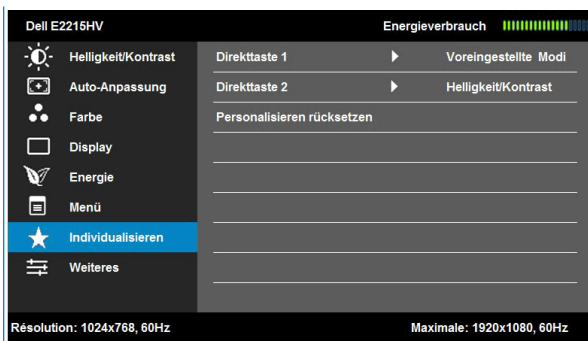 Dell E2215HV Energieverbrauch
Helligkeit/Kontrast
Auto-Anpassung
Farbe
Display
Energie
Menü
Individualisieren
Weiteres
Direkttaste 1 Voreingestellte Modi
Direkttaste 2 Helligkeit/Kontrast
Personalisieren rücksetzen
Résolution: 1024x768, 60Hz Maximale: 1920x1080, 60Hz